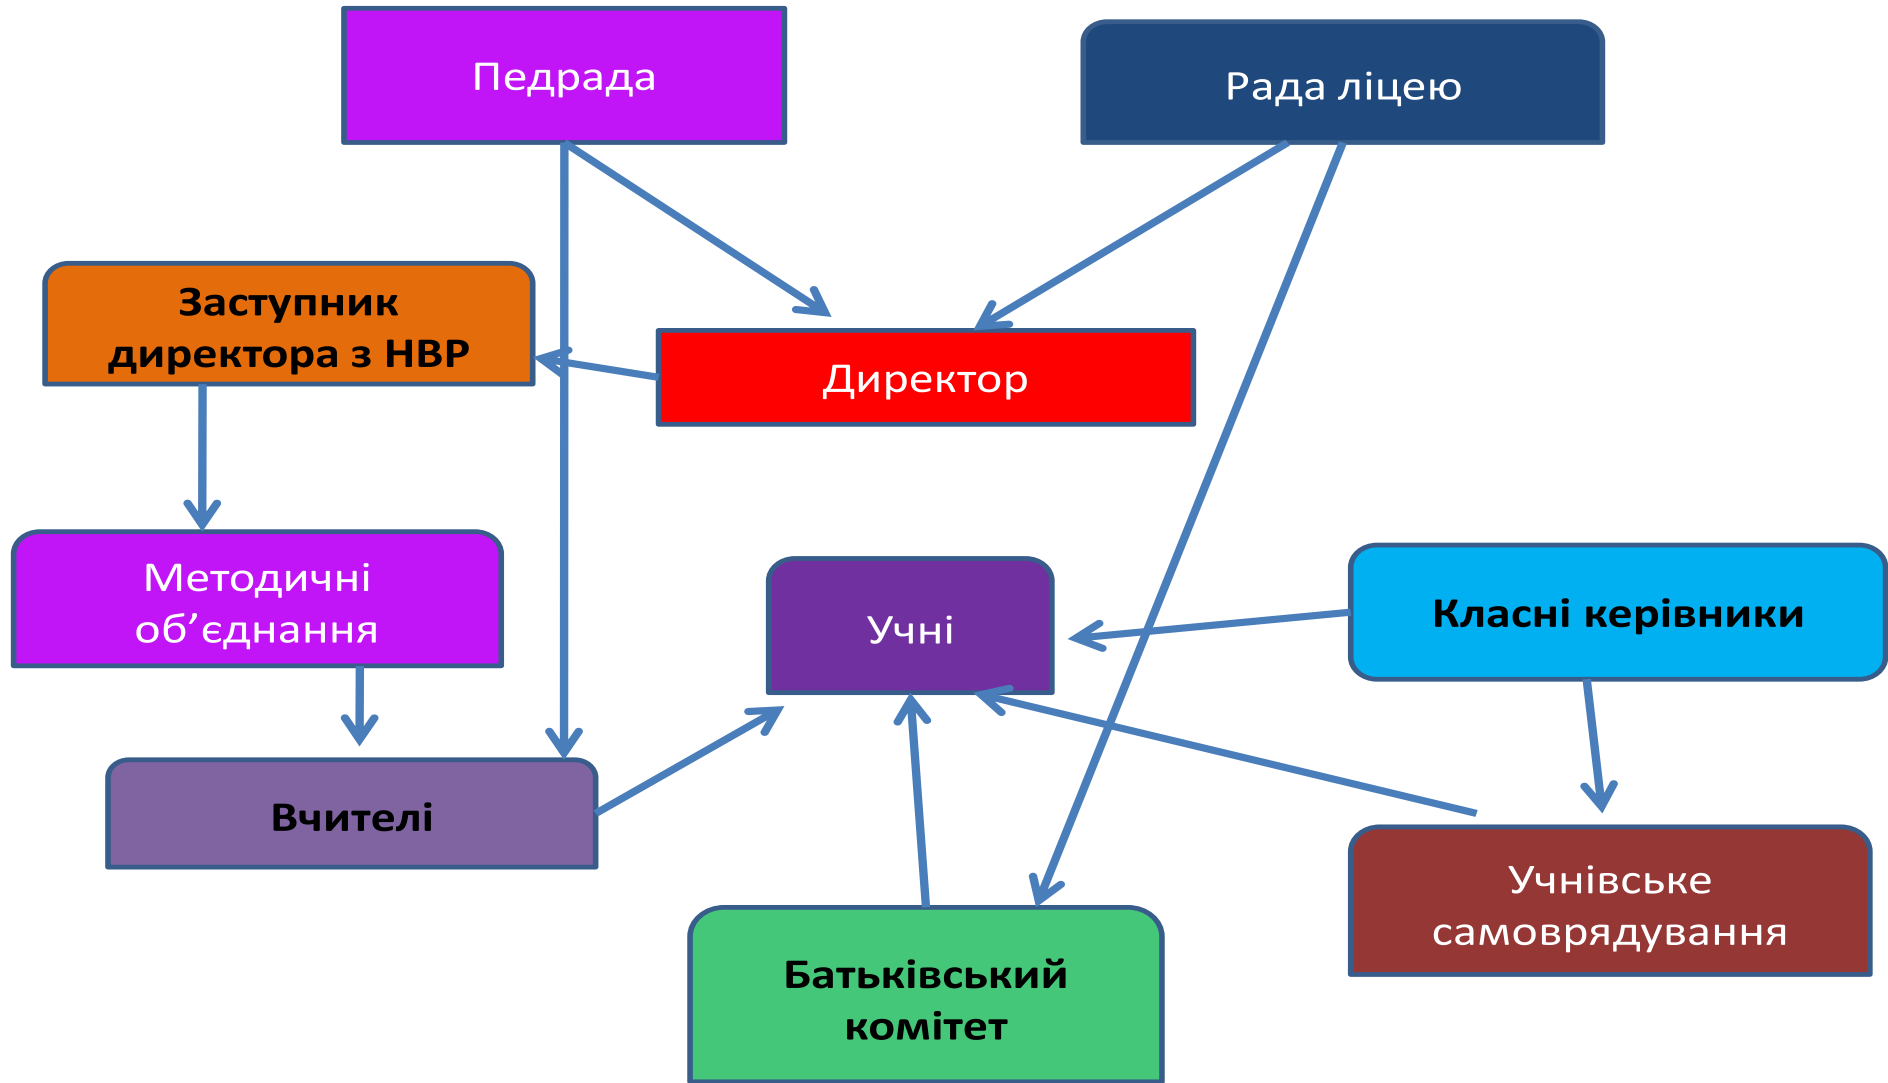 Педрада
Рада ліцею
Заступник
директора з НВР
Директор
Методичні
об’єднання
Учні
Класні керівники
Вчителі
Учнівське
самоврядування
Батьківський
комітет